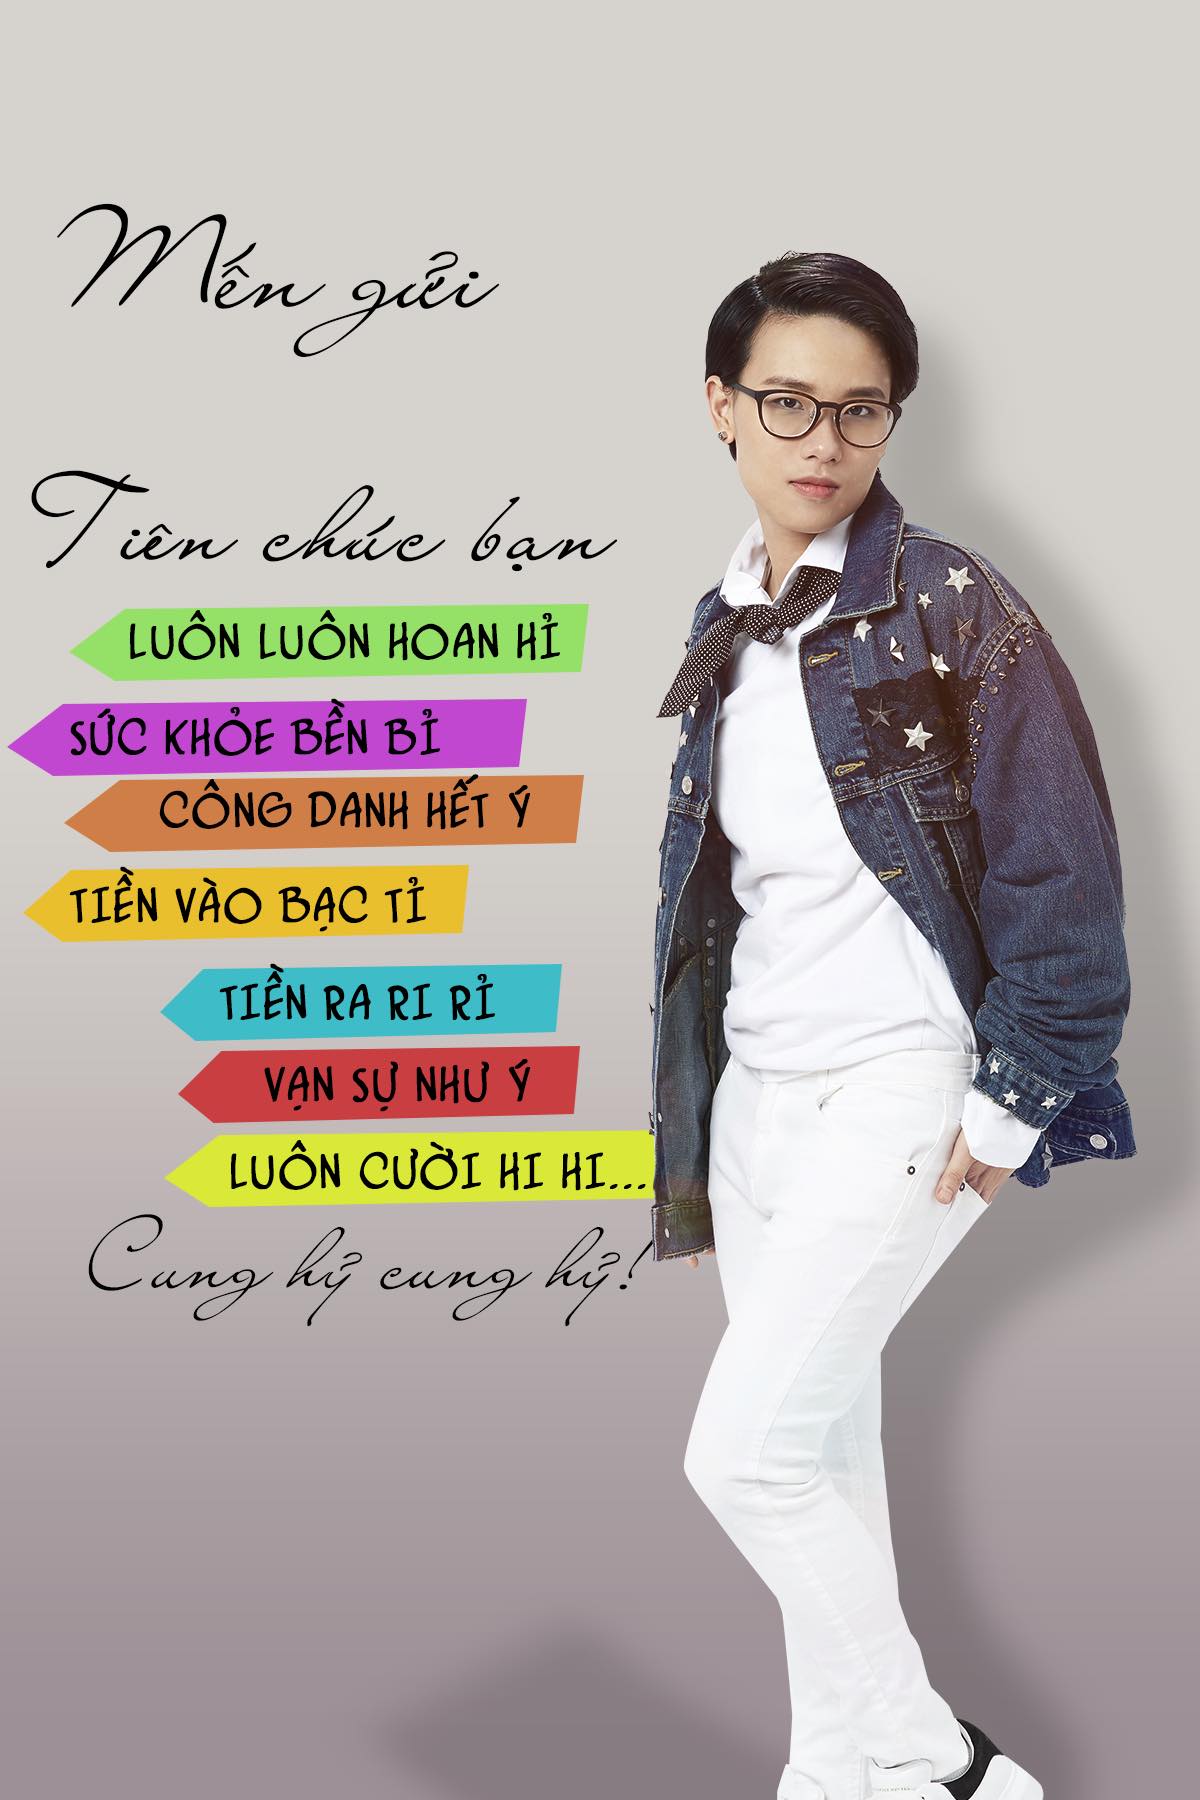 Mến gửi
Tiên chúc bạn
LUÔN LUÔN HOAN HỈ
SỨC KHỎE BỀN BỈ
CÔNG DANH HẾT Ý
TIỀN VÀO BẠC TỈ
TIỀN RA RI RỈ
VẠN SỰ NHƯ Ý
LUÔN CƯỜI HI HI...
Cung hỷ cung hỷ!